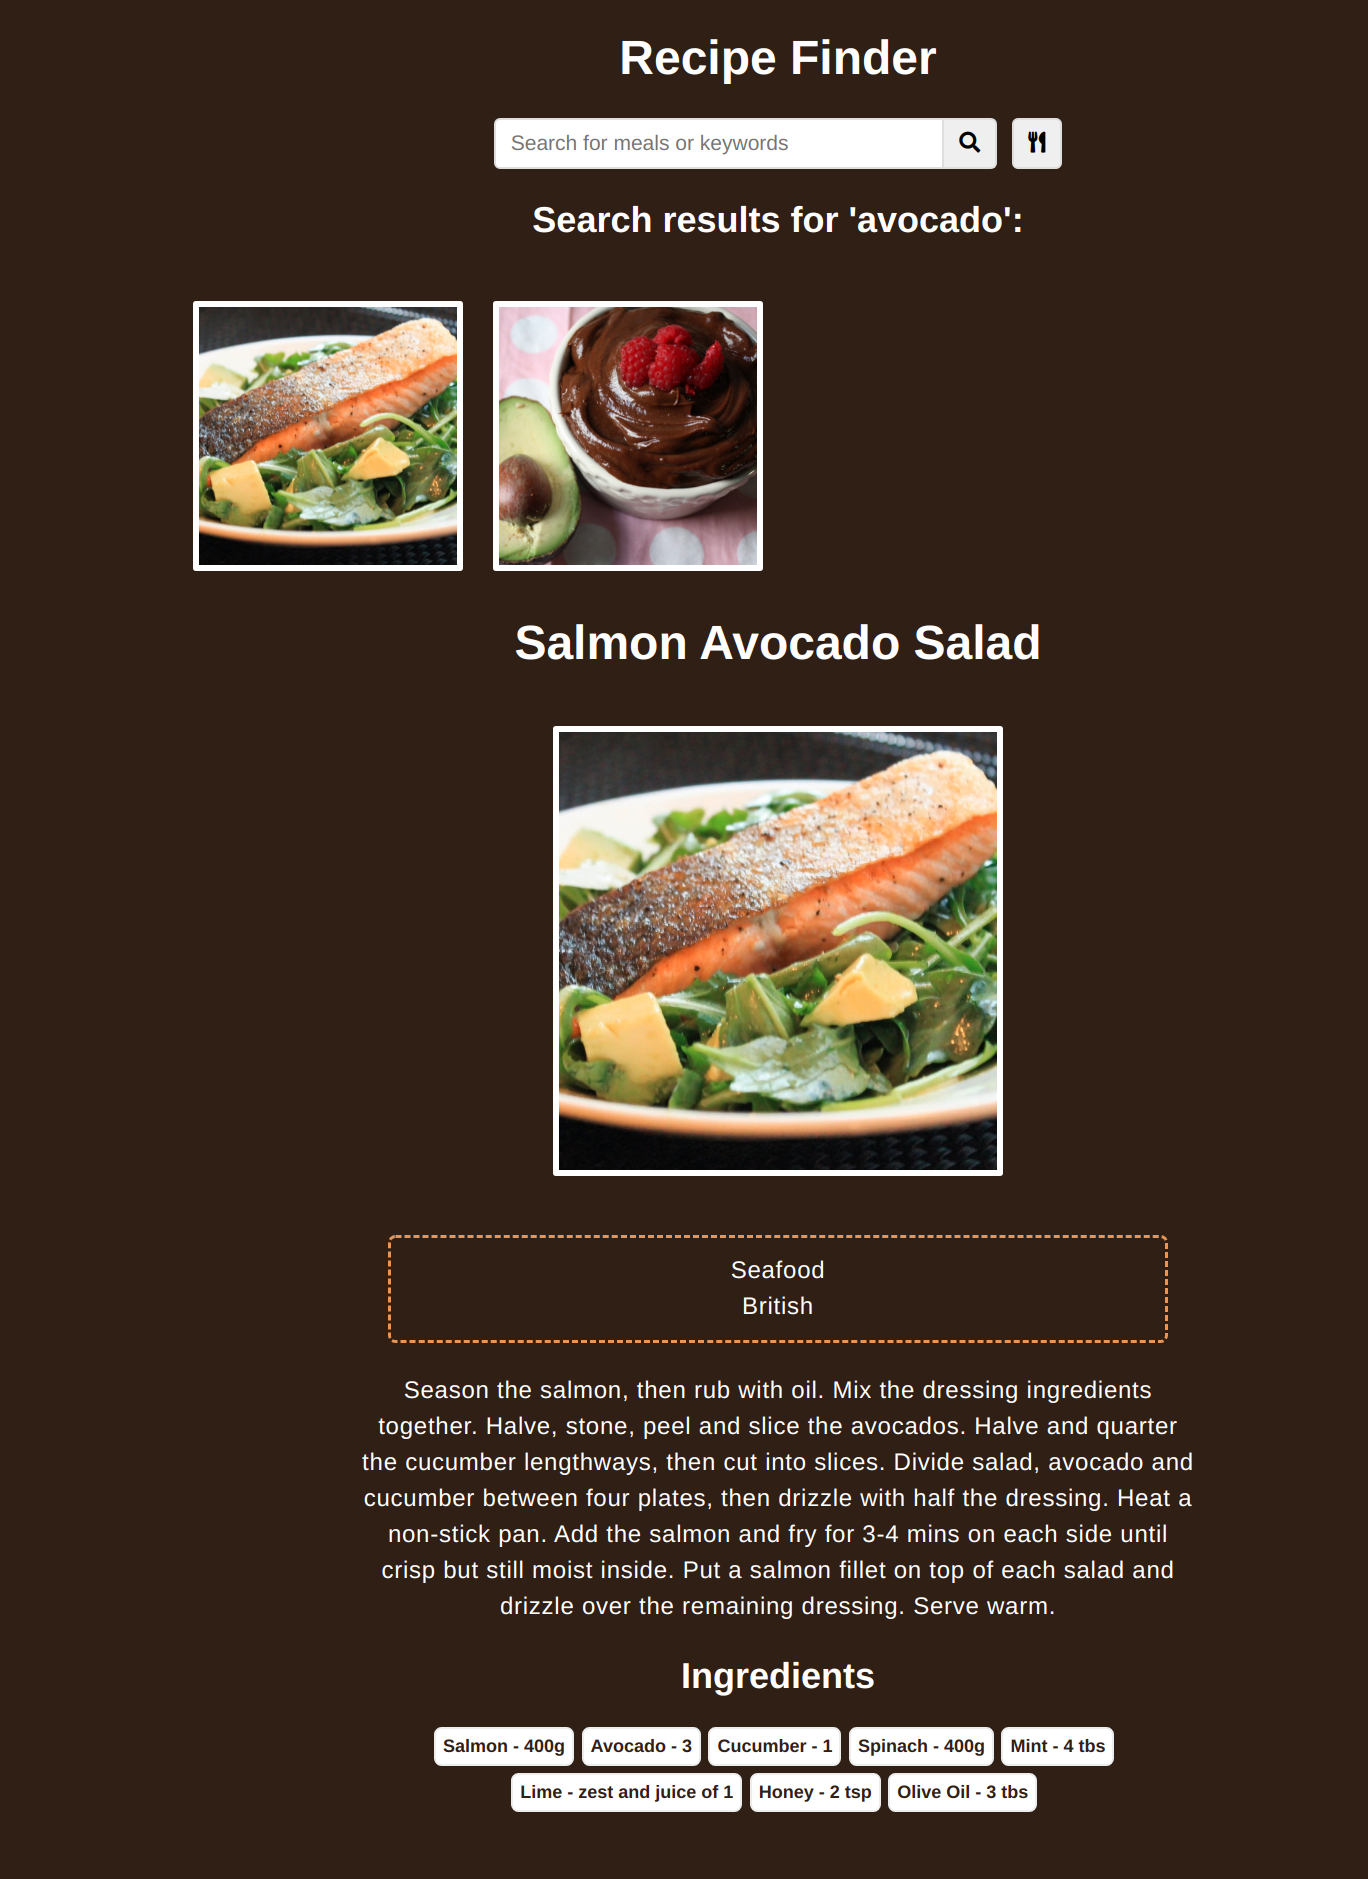 Recipe Finder
Search for meals or keywords
Search results for 'avocado':
Salmon Avocado Salad
Seafood
British
Season the salmon, then rub with oil. Mix the dressing ingredients
together. Halve, stone, peel and slice the avocados. Halve and quarter
the cucumber lengthways, then cut into slices. Divide salad, avocado and
cucumber between four plates, then drizzle with half the dressing. Heat a
non-stick pan. Add the salmon and fry for 3-4 mins on each side until
crisp but still moist inside. Put a salmon fillet on top of each salad and
drizzle over the remaining dressing. Serve warm.
Ingredients
Salmon - 400g Avocado - 3 Cucumber - 1 Spinach - 400g Mint - 4 tbs
Lime - zest and juice of 1 Honey - 2 tsp Olive Oil - 3 tbs